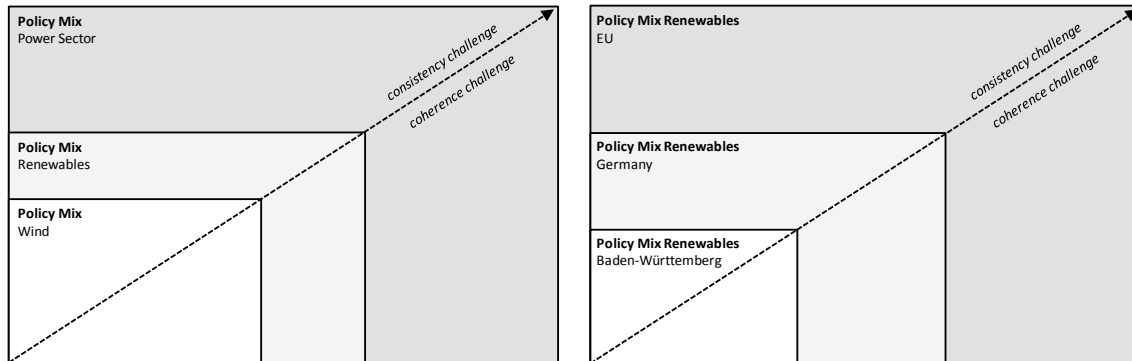 Policy Mix
Power Sector
consistency challenge
coherence challenge
Policy Mix
Renewables
Policy Mix
Wind
Policy Mix Renewables
EU
consistency challenge
coherence challenge
Policy Mix Renewables
Germany
Policy Mix Renewables
Baden-Württemberg